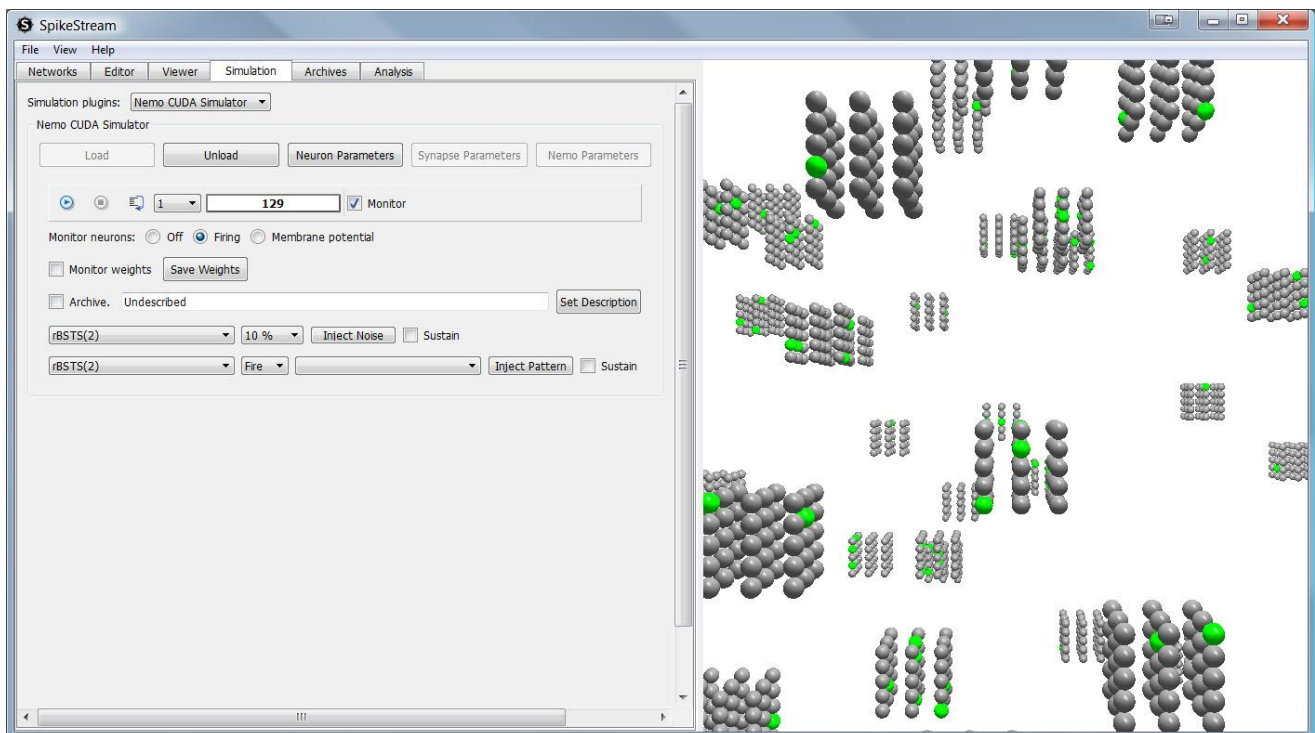 SpikeStream
File View Help
Networks Editor Viewer Simulation Archives Analysis
Simulation plugins: Nemo CUDA Simulator
Nemo CUDA Simulator
Load Unload Neuron Parameters Synapse Parameters Nemo Parameters
1 129 Monitor
Monitor neurons: Off Firing Membrane potential
Monitor weights Save Weights
Archive. Undescribed Set Description
rBSTS(2) 10 % Inject Noise Sustain
rBSTS(2) Fire Inject Pattern Sustain